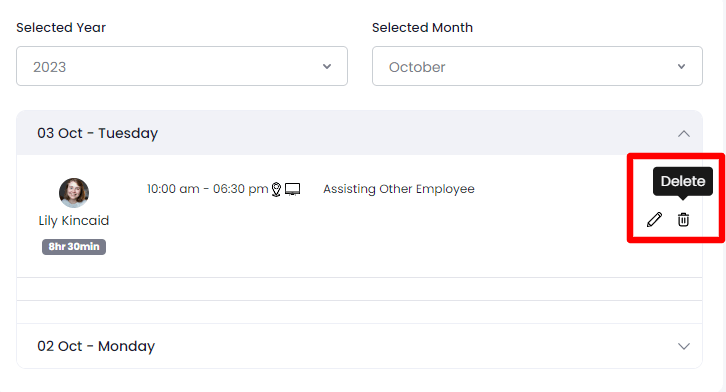 Selected Year
Selected Month
2023
October
03 Oct - Tuesday
Delete
10:00 am - 06:30 pm
Assisting Other Employee
Lily Kincaid
8hr 30min
02 Oct - Monday